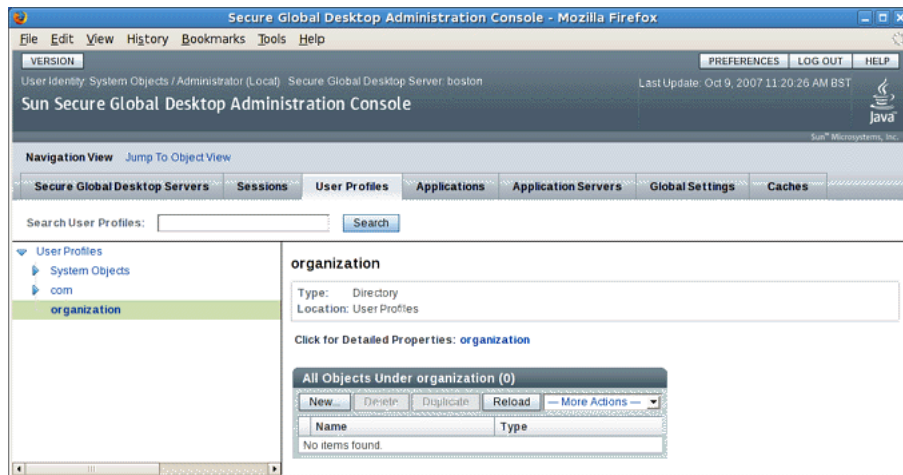 Secure Global Desktop Administration Console - Mozilla Firefox
File Edit View History Bookmarks Tools Help
VERSION PREFERENCES LOG OUT HELP
User Identity: System Objects / Administrator (Local) Secure Global Desktop Server: boston Last Update: Oct 9, 2007 11:20:26 AM BST
Sun Secure Global Desktop Administration Console
Java
Sun™ Microsystems, Inc.
Navigation View Jump To Object View
Secure Global Desktop Servers Sessions User Profiles Applications Application Servers Global Settings Caches
Search User Profiles: Search
User Profiles
System Objects
com
organization
organization
Type: Directory
Location: User Profiles
Click for Detailed Properties: organization
All Objects Under organization (0)
New... Delete Duplicate Reload — More Actions —
Name Type
No items found.